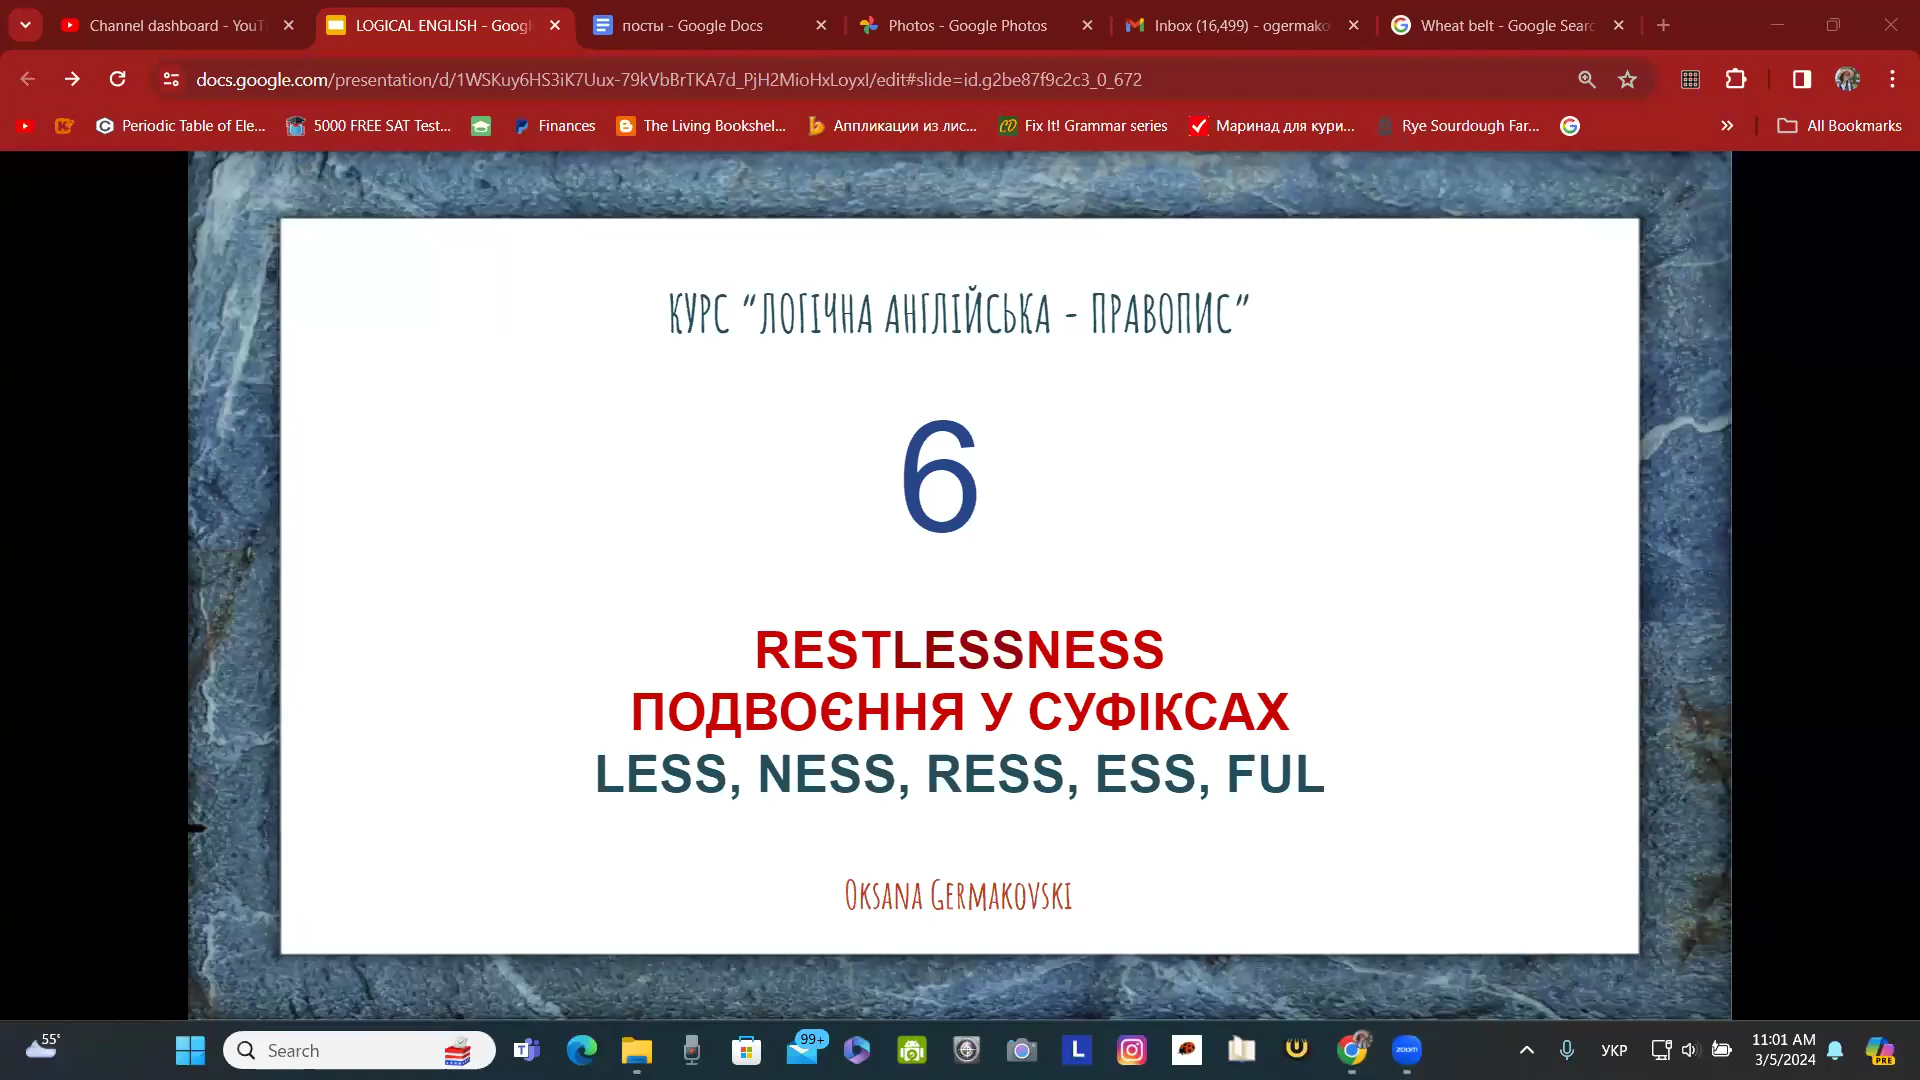 Channel dashboard - YouT
LOGICAL ENGLISH - Googl
посты - Google Docs
Photos - Google Photos
Inbox (16,499) - ogermako
Wheat belt - Google Searc
docs.google.com/presentation/d/1WSKuy6HS3iK7Uux-79kVbBrTKA7d_PjH2MioHxLoyxI/edit#slide=id.g2be87f9c2c3_0_672
Periodic Table of Ele...
5000 FREE SAT Test...
Finances
The Living Bookshel...
Аппликации из лис...
Fix It! Grammar series
Маринад для кури...
Rye Sourdough Far...
All Bookmarks
КУРС “ЛОГІЧНА АНГЛІЙСЬКА - ПРАВОПИС”
6
RESTLESSNESS
ПОДВОЄННЯ У СУФІКСАХ
LESS, NESS, RESS, ESS, FUL
OKSANA GERMAKOVSKI
55°
Search
99+
zoom
УКР
11:01 AM
3/5/2024
PRE